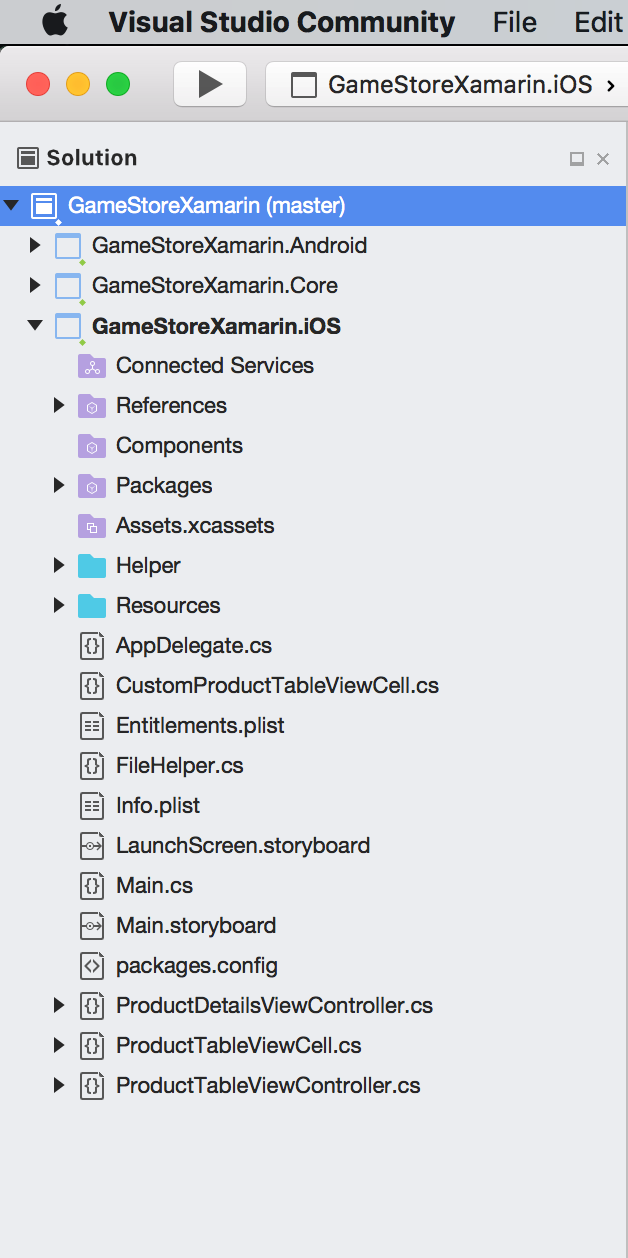 Visual Studio Community File Edit
GameStoreXamarin.iOS ›
Solution
GameStoreXamarin (master)
GameStoreXamarin.Android
GameStoreXamarin.Core
GameStoreXamarin.iOS
Connected Services
References
Components
Packages
Assets.xcassets
Helper
Resources
AppDelegate.cs
CustomProductTableViewCell.cs
Entitlements.plist
FileHelper.cs
Info.plist
LaunchScreen.storyboard
Main.cs
Main.storyboard
packages.config
ProductDetailsViewController.cs
ProductTableViewCell.cs
ProductTableViewController.cs